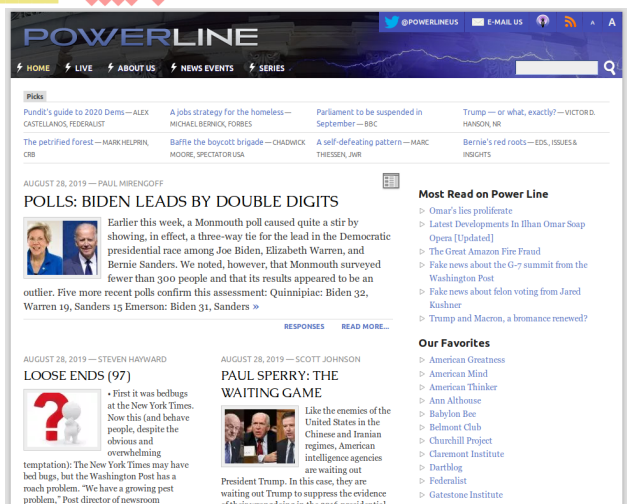 POWERLINE
@POWERLINEUS
E-MAIL US
A
A
HOME
LIVE
ABOUT US
NEWS EVENTS
SERIES
Picks
Pundit's guide to 2020 Dems — ALEX
CASTELLANOS, FEDERALIST
A jobs strategy for the homeless —
MICHAEL BERNICK, FORBES
Parliament to be suspended in
September — BBC
Trump — or what, exactly? — VICTOR D.
HANSON, NR
The petrified forest — MARK HELPRIN,
CRB
Baffle the boycott brigade — CHADWICK
MOORE, SPECTATOR USA
A self-defeating pattern — MARC
THIESSEN, JWR
Bernie's red roots — EDS., ISSUES &
INSIGHTS
AUGUST 28, 2019 — PAUL MIRENGOFF
POLLS: BIDEN LEADS BY DOUBLE DIGITS
Earlier this week, a Monmouth poll caused quite a stir by
showing, in effect, a three-way tie for the lead in the Democratic
presidential race among Joe Biden, Elizabeth Warren, and
Bernie Sanders. We noted, however, that Monmouth surveyed
fewer than 300 people and that its results appeared to be an
outlier. Five more recent polls confirm this assessment: Quinnipiac: Biden 32,
Warren 19, Sanders 15 Emerson: Biden 31, Sanders »
RESPONSES
READ MORE...
AUGUST 28, 2019 — STEVEN HAYWARD
LOOSE ENDS (97)
• First it was bedbugs
at the New York Times.
Now this (and behave
people, despite the
obvious and
overwhelming
temptation): The New York Times may have
bed bugs, but the Washington Post has a
roach problem. "We have a growing pest
problem," Post director of newsroom
AUGUST 28, 2019 — SCOTT JOHNSON
PAUL SPERRY: THE
WAITING GAME
Like the enemies of the
United States in the
Chinese and Iranian
regimes, American
intelligence agencies
are waiting out
President Trump. In this case, they are
waiting out Trump to suppress the evidence
Most Read on Power Line
Omar's lies proliferate
Latest Developments In Ilhan Omar Soap
Opera [Updated]
The Great Amazon Fire Fraud
Fake news about the G-7 summit from the
Washington Post
Fake news about felon voting from Jared
Kushner
Trump and Macron, a bromance renewed?
Our Favorites
American Greatness
American Mind
American Thinker
Ann Althouse
Babylon Bee
Belmont Club
Churchill Project
Claremont Institute
Dartblog
Federalist
Gatestone Institute